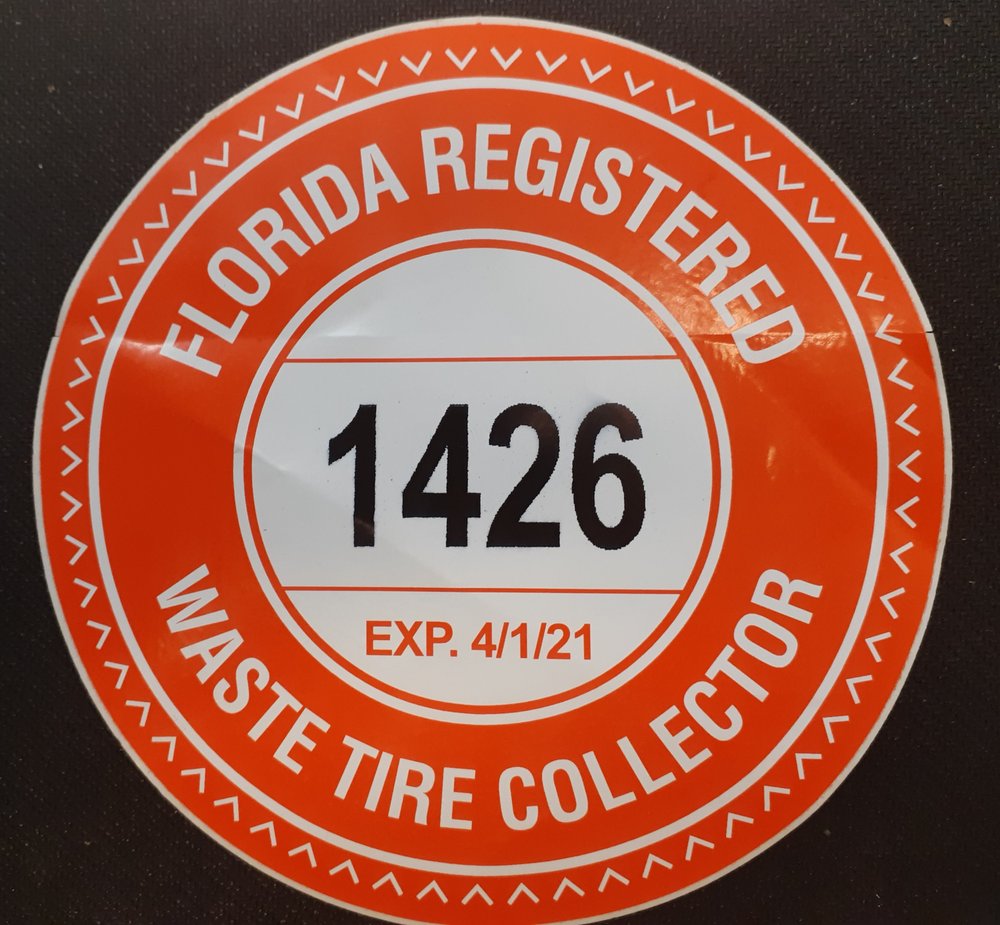 FLORIDA REGISTERED
1426
EXP. 4/1/21
WASTE TIRE COLLECTOR